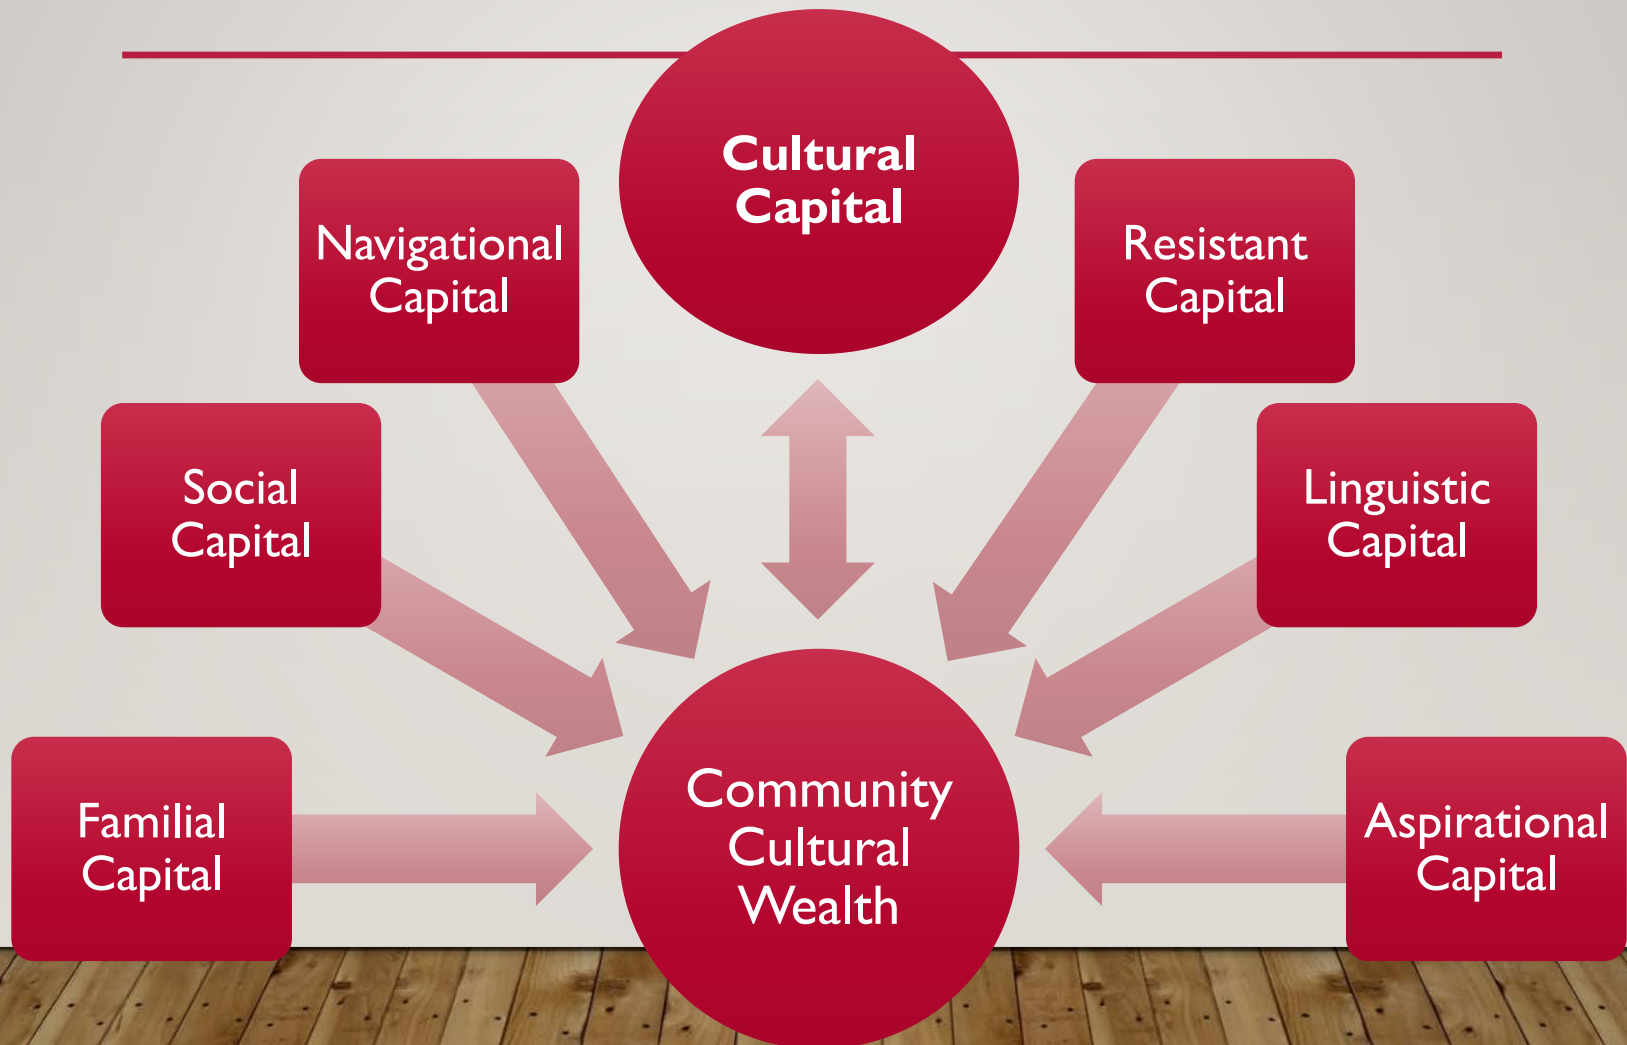 Cultural
Capital
Navigational
Capital
Resistant
Capital
Social
Capital
Linguistic
Capital
Familial
Capital
Community
Cultural
Wealth
Aspirational
Capital